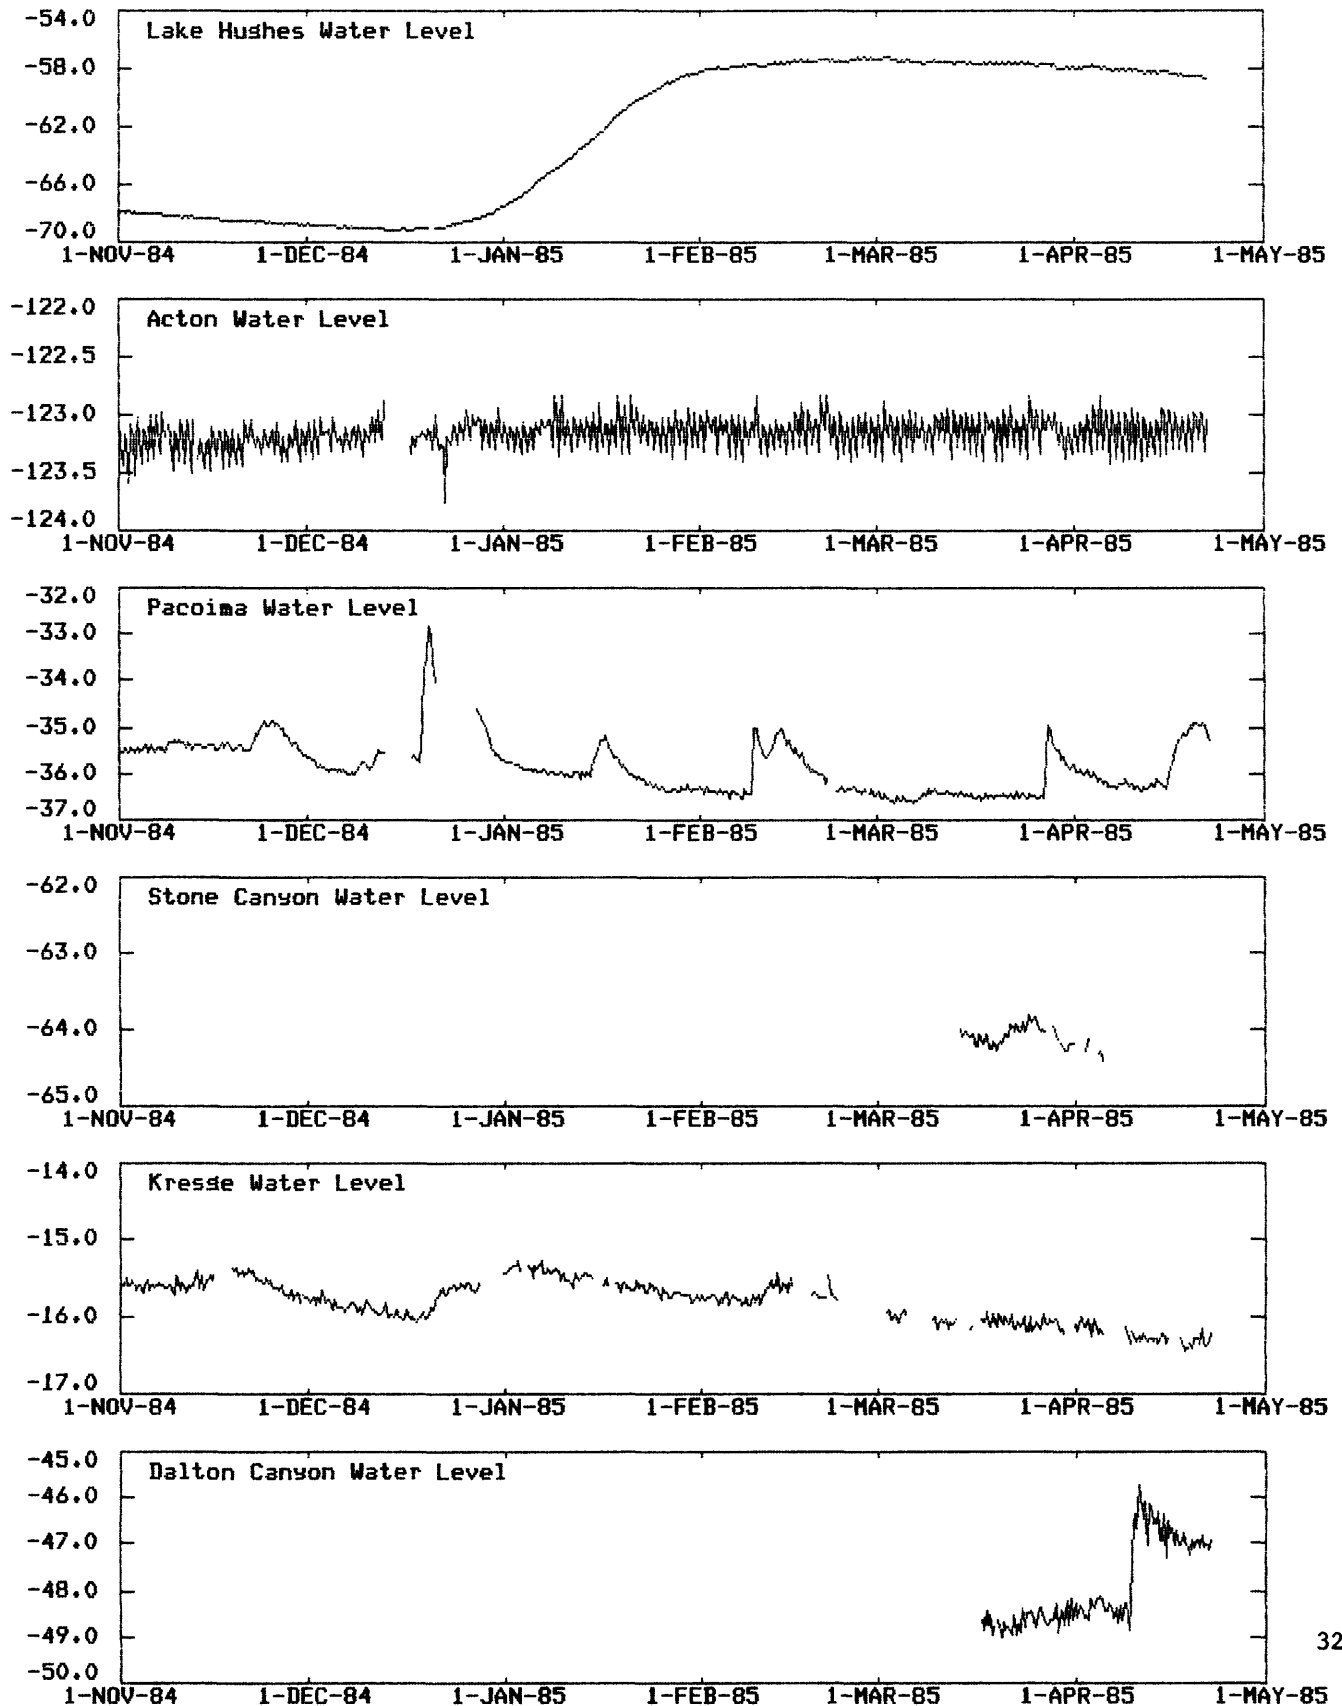 Lake Hughes Water Level
-54.0
-58.0
-62.0
-66.0
-70.0
1-NOV-84 1-DEC-84 1-JAN-85 1-FEB-85 1-MAR-85 1-APR-85 1-MAY-85
Acton Water Level
-122.0
-122.5
-123.0
-123.5
-124.0
1-NOV-84 1-DEC-84 1-JAN-85 1-FEB-85 1-MAR-85 1-APR-85 1-MAY-85
Pacoima Water Level
-32.0
-33.0
-34.0
-35.0
-36.0
-37.0
1-NOV-84 1-DEC-84 1-JAN-85 1-FEB-85 1-MAR-85 1-APR-85 1-MAY-85
Stone Canyon Water Level
-62.0
-63.0
-64.0
-65.0
1-NOV-84 1-DEC-84 1-JAN-85 1-FEB-85 1-MAR-85 1-APR-85 1-MAY-85
Kresge Water Level
-14.0
-15.0
-16.0
-17.0
1-NOV-84 1-DEC-84 1-JAN-85 1-FEB-85 1-MAR-85 1-APR-85 1-MAY-85
Dalton Canyon Water Level
-45.0
-46.0
-47.0
-48.0
-49.0
-50.0
1-NOV-84 1-DEC-84 1-JAN-85 1-FEB-85 1-MAR-85 1-APR-85 1-MAY-85
32